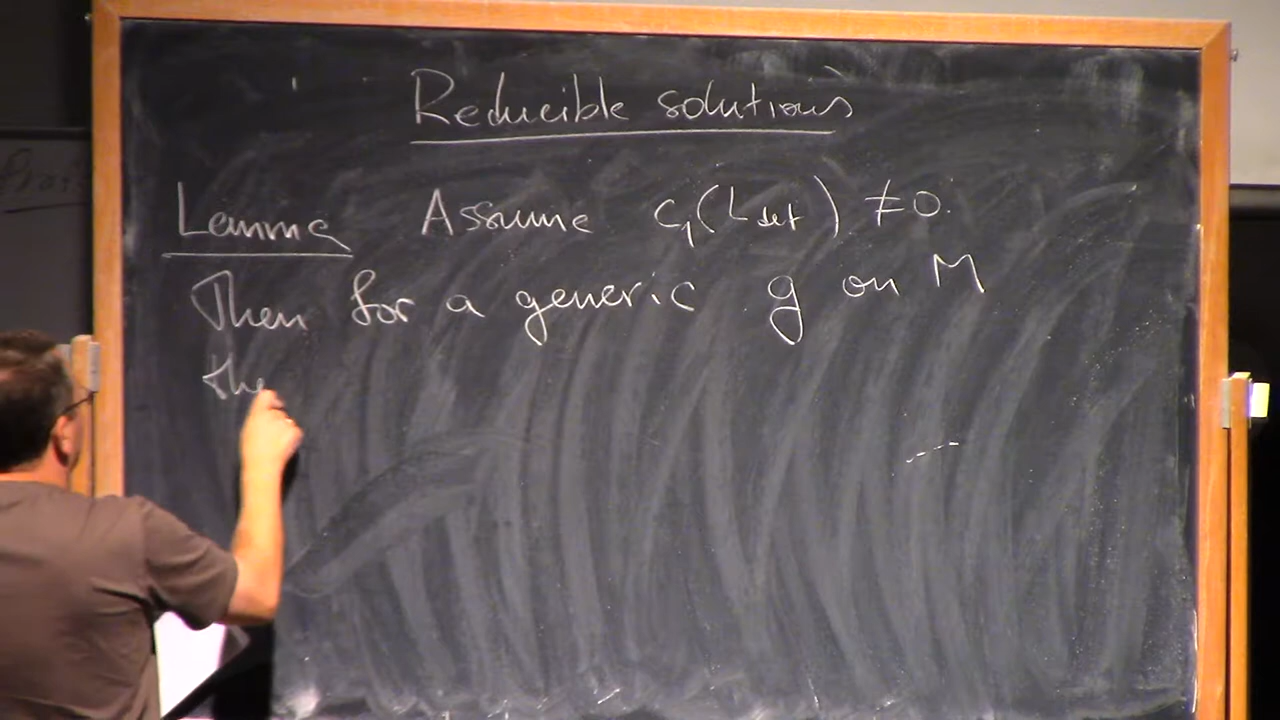 Reducible solutions
Lemma Assume c₁(L_det) ≠ 0.
Then for a generic g on M
the